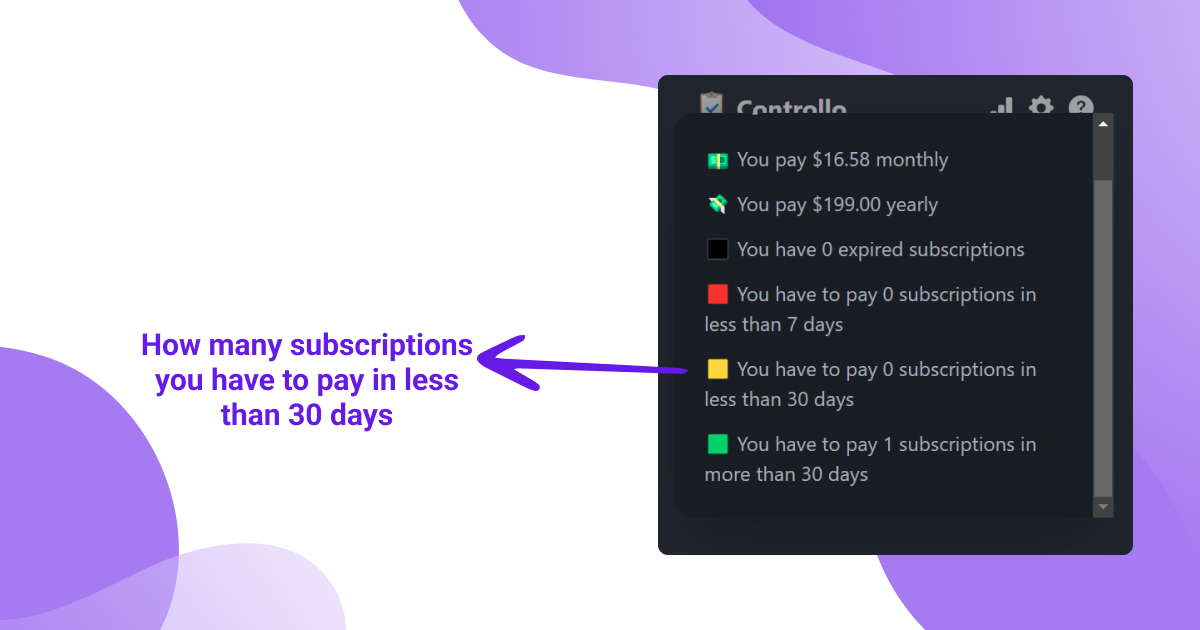 Controllo
You pay $16.58 monthly
You pay $199.00 yearly
You have 0 expired subscriptions
You have to pay 0 subscriptions in
less than 7 days
You have to pay 0 subscriptions in
less than 30 days
You have to pay 1 subscriptions in
more than 30 days
How many subscriptions
you have to pay in less
than 30 days